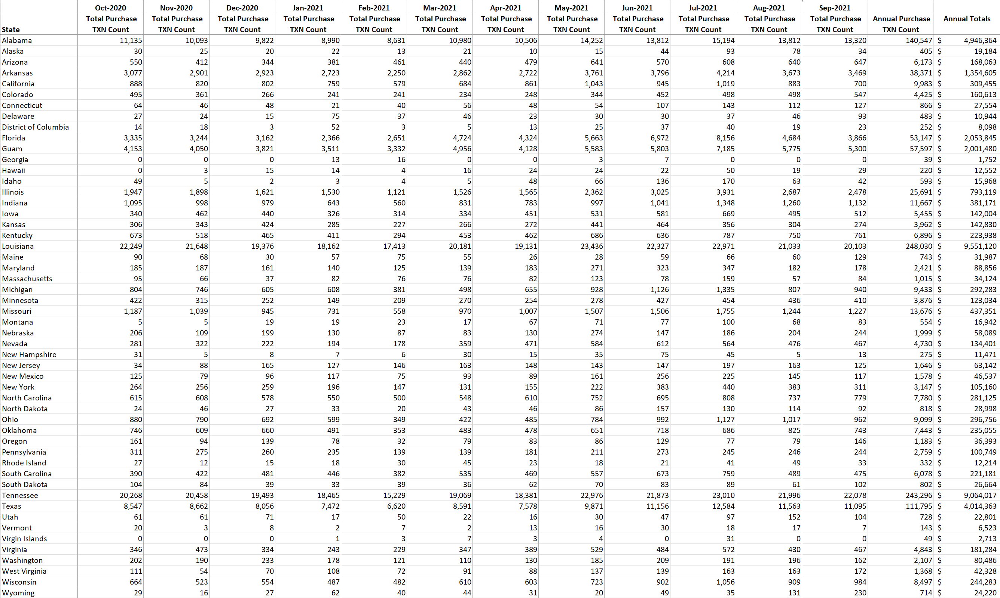 Oct-2020 Nov-2020 Dec-2020 Jan-2021 Feb-2021 Mar-2021 Apr-2021 May-2021 Jun-2021 Jul-2021 Aug-2021 Sep-2021
Total Purchase Total Purchase Total Purchase Total Purchase Total Purchase Total Purchase Total Purchase Total Purchase Total Purchase Total Purchase Total Purchase Total Purchase Annual Purchase Annual Totals
State TXN Count TXN Count TXN Count TXN Count TXN Count TXN Count TXN Count TXN Count TXN Count TXN Count TXN Count TXN Count TXN Count
Alabama 11,135 10,093 9,822 8,990 8,631 10,980 10,506 14,252 13,812 15,194 13,812 13,320 140,547 $ 4,946,364
Alaska 30 25 20 22 13 21 10 15 44 93 78 34 405 $ 19,184
Arizona 550 412 344 381 461 440 479 641 570 608 640 647 6,173 $ 168,063
Arkansas 3,077 2,901 2,923 2,723 2,250 2,862 2,722 3,761 3,796 4,214 3,673 3,469 38,371 $ 1,354,605
California 888 820 802 759 579 684 861 1,043 945 1,019 883 700 9,983 $ 309,455
Colorado 495 361 266 241 241 234 248 344 452 498 498 547 4,425 $ 160,613
Connecticut 64 46 48 21 40 56 48 54 107 143 112 127 866 $ 27,554
Delaware 27 24 15 75 37 46 23 30 30 37 46 93 483 $ 10,944
District of Columbia 14 18 3 52 3 5 13 25 37 40 19 23 252 $ 8,098
Florida 3,335 3,244 3,162 2,366 2,651 4,724 4,324 5,663 6,972 8,156 4,684 3,866 53,147 $ 2,053,845
Guam 4,153 4,050 3,821 3,511 3,332 4,956 4,128 5,583 5,803 7,185 5,775 5,300 57,597 $ 2,001,480
Georgia 0 0 0 13 16 0 0 3 7 0 0 0 39 $ 1,752
Hawaii 0 3 15 14 4 16 24 24 22 50 19 29 220 $ 12,552
Idaho 49 5 2 3 4 5 48 66 136 170 63 42 593 $ 15,968
Illinois 1,947 1,898 1,621 1,530 1,121 1,526 1,565 2,362 3,025 3,931 2,687 2,478 25,691 $ 793,119
Indiana 1,095 998 979 643 560 831 783 997 1,041 1,348 1,260 1,132 11,667 $ 381,171
Iowa 340 462 440 326 314 334 451 531 581 669 495 512 5,455 $ 142,004
Kansas 306 343 424 285 227 266 272 441 464 356 304 274 3,962 $ 142,830
Kentucky 673 518 465 411 294 453 462 686 636 787 750 761 6,896 $ 223,938
Louisiana 22,249 21,648 19,376 18,162 17,413 20,181 19,131 23,436 22,327 22,971 21,033 20,103 248,030 $ 9,551,120
Maine 90 68 30 57 75 55 26 28 59 66 60 129 743 $ 31,987
Maryland 185 187 161 140 125 139 183 271 323 347 182 178 2,421 $ 88,856
Massachusetts 95 66 37 82 76 76 82 123 78 159 57 84 1,015 $ 34,124
Michigan 804 746 605 608 381 498 655 928 1,126 1,335 807 940 9,433 $ 292,283
Minnesota 422 315 252 149 209 270 254 278 427 454 436 410 3,876 $ 123,034
Missouri 1,187 1,039 945 731 558 970 1,007 1,507 1,506 1,755 1,244 1,227 13,676 $ 437,351
Montana 5 5 19 19 23 17 67 71 77 100 68 83 554 $ 16,942
Nebraska 206 109 199 130 87 83 130 274 147 186 204 244 1,999 $ 58,089
Nevada 281 322 222 194 178 359 471 584 612 564 476 467 4,730 $ 134,401
New Hampshire 31 5 8 7 6 30 15 35 75 45 5 13 275 $ 11,471
New Jersey 34 88 165 127 146 163 148 143 147 197 163 125 1,646 $ 63,142
New Mexico 125 79 96 117 75 93 89 161 256 225 145 117 1,578 $ 46,537
New York 264 256 259 196 147 131 155 222 383 440 383 311 3,147 $ 105,160
North Carolina 615 608 578 550 500 548 610 752 695 808 737 779 7,780 $ 281,125
North Dakota 24 46 27 33 20 43 46 86 157 130 114 92 818 $ 28,998
Ohio 880 790 692 599 349 422 485 784 992 1,127 1,017 962 9,099 $ 296,756
Oklahoma 746 609 660 491 353 483 478 651 718 686 825 743 7,443 $ 235,055
Oregon 161 94 139 78 32 79 83 86 129 77 79 146 1,183 $ 36,393
Pennsylvania 311 275 260 235 139 139 181 211 273 245 246 244 2,759 $ 100,749
Rhode Island 27 12 15 18 30 45 23 18 21 41 49 33 332 $ 12,214
South Carolina 390 422 481 446 382 535 469 557 673 759 489 475 6,078 $ 221,181
South Dakota 104 84 39 33 39 36 62 70 83 89 61 102 802 $ 26,664
Tennessee 20,268 20,458 19,493 18,465 15,229 19,069 18,381 22,976 21,873 23,010 21,996 22,078 243,296 $ 9,064,017
Texas 8,547 8,662 8,056 7,472 6,620 8,591 7,578 9,871 11,156 12,584 11,563 11,095 111,795 $ 4,014,363
Utah 61 61 71 17 50 22 16 30 47 97 152 104 728 $ 22,801
Vermont 20 3 8 2 7 2 13 16 30 18 17 7 143 $ 6,523
Virgin Islands 0 0 0 1 3 7 3 4 0 31 0 0 49 $ 2,713
Virginia 346 473 334 243 229 347 389 529 484 572 430 467 4,843 $ 181,284
Washington 202 190 233 178 121 110 130 185 209 191 196 162 2,107 $ 80,486
West Virginia 111 54 70 108 72 91 88 137 139 163 163 172 1,368 $ 42,328
Wisconsin 664 523 554 487 482 610 603 723 902 1,056 909 984 8,497 $ 244,283
Wyoming 29 16 27 62 40 44 31 20 49 35 131 230 714 $ 24,220